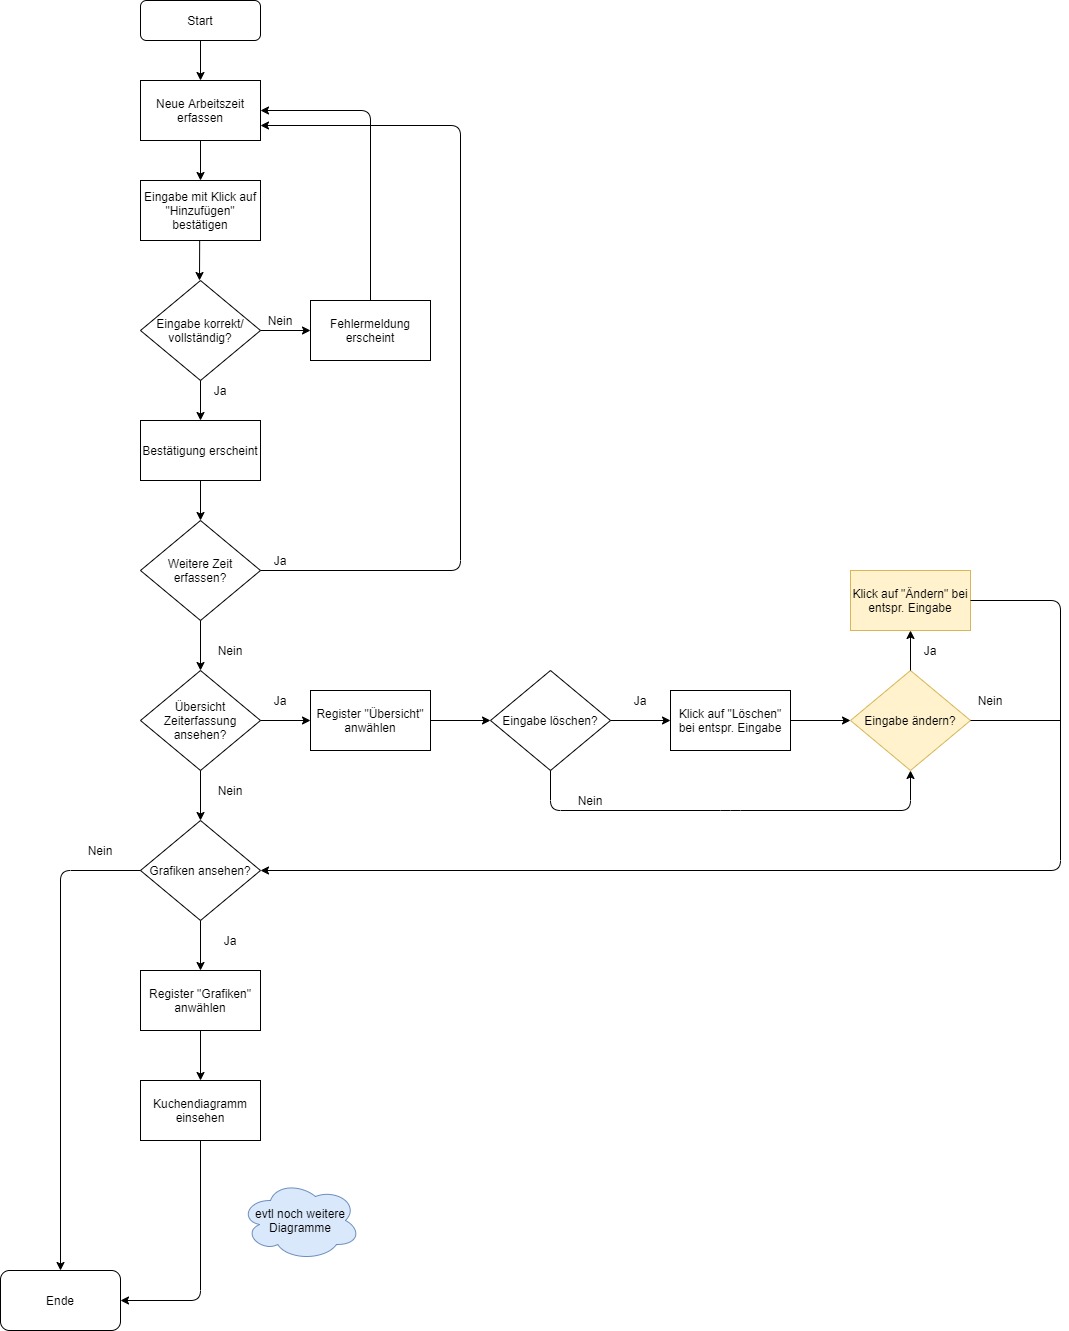 Start
Neue Arbeitszeit
erfassen
Eingabe mit Klick auf
"Hinzufügen"
bestätigen
Eingabe korrekt/
vollständig?
Nein
Fehlermeldung
erscheint
Ja
Bestätigung erscheint
Weitere Zeit
erfassen?
Ja
Nein
Übersicht
Zeiterfassung
ansehen?
Ja
Register "Übersicht"
anwählen
Eingabe löschen?
Ja
Klick auf "Löschen"
bei entspr. Eingabe
Nein
Eingabe ändern?
Ja
Klick auf "Ändern" bei
entspr. Eingabe
Nein
Nein
Grafiken ansehen?
Nein
Ja
Register "Grafiken"
anwählen
Kuchendiagramm
einsehen
evtl noch weitere
Diagramme
Ende